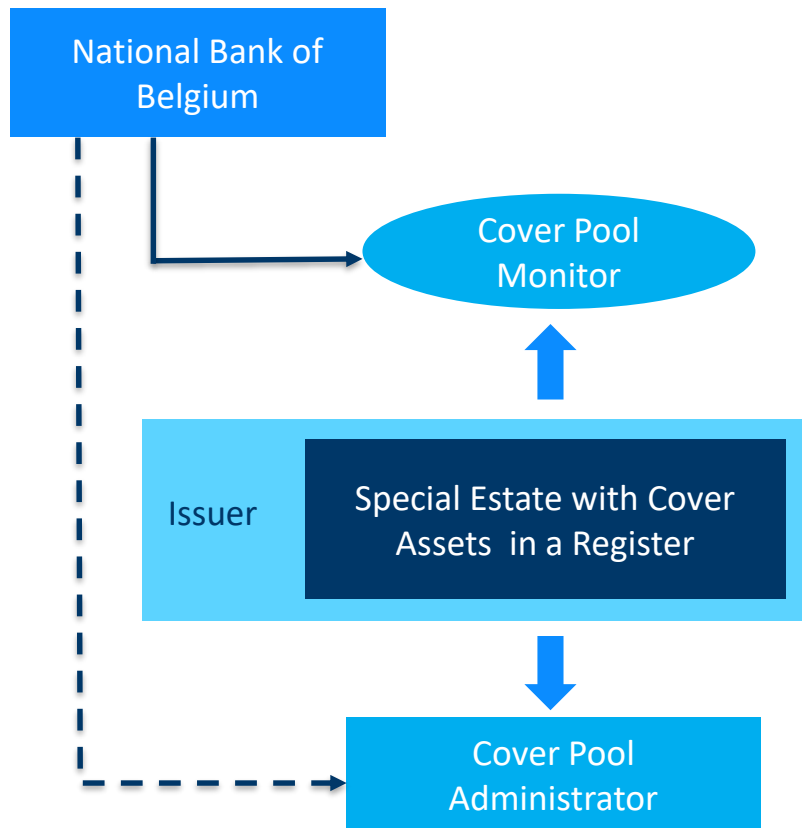 National Bank of
Belgium
Cover Pool
Monitor
Issuer
Special Estate with Cover
Assets in a Register
Cover Pool
Administrator